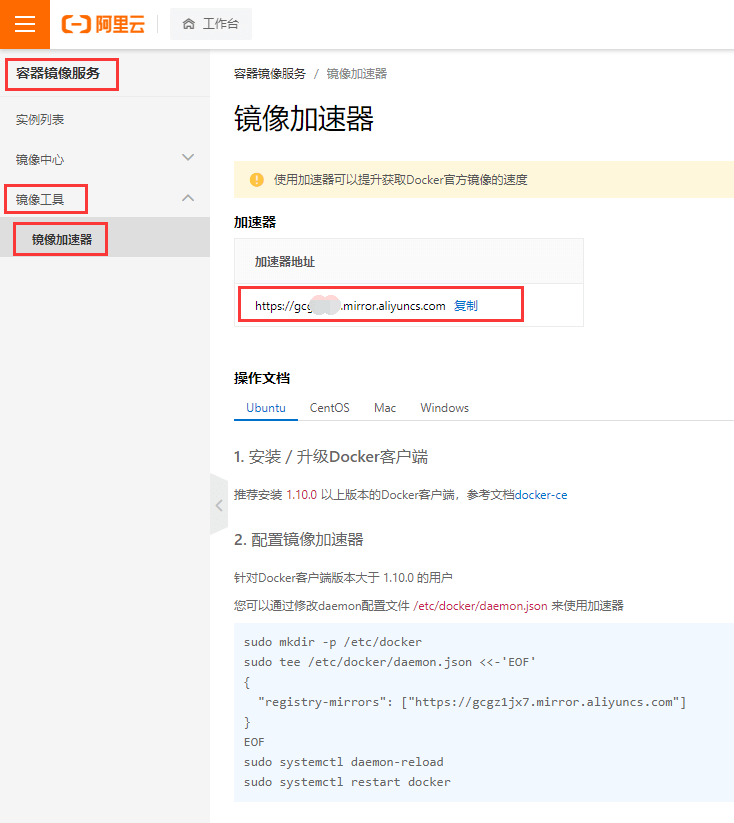 阿里云
工作台
容器镜像服务
实例列表
镜像中心
镜像工具
镜像加速器
容器镜像服务 / 镜像加速器
镜像加速器
使用加速器可以提升获取Docker官方镜像的速度
加速器
加速器地址
https://gcg .mirror.aliyuncs.com 复制
操作文档
Ubuntu CentOS Mac Windows
1. 安装 / 升级Docker客户端
推荐安装 1.10.0 以上版本的Docker客户端，参考文档docker-ce
2. 配置镜像加速器
针对Docker客户端版本大于 1.10.0 的用户
您可以通过修改daemon配置文件 /etc/docker/daemon.json 来使用加速器
sudo mkdir -p /etc/docker
sudo tee /etc/docker/daemon.json <<-'EOF'
{
"registry-mirrors": ["https://gcgz1jx7.mirror.aliyuncs.com"]
}
EOF
sudo systemctl daemon-reload
sudo systemctl restart docker